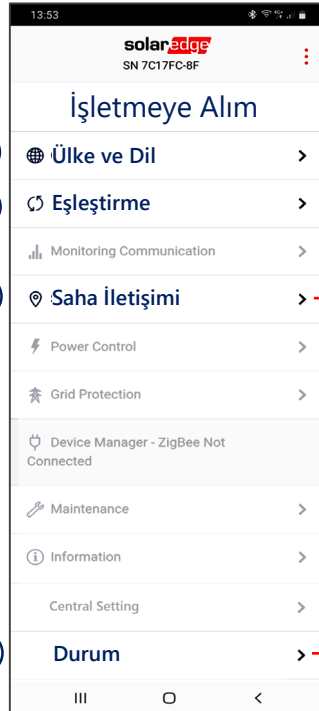 13:53
solaredge
SN 7C17FC-8F
İşletmeye Alım
Ülke ve Dil
Eşleştirme
Monitoring Communication
Saha İletişimi
Power Control
Grid Protection
Device Manager - ZigBee Not
Connected
Maintenance
Information
Central Setting
Durum